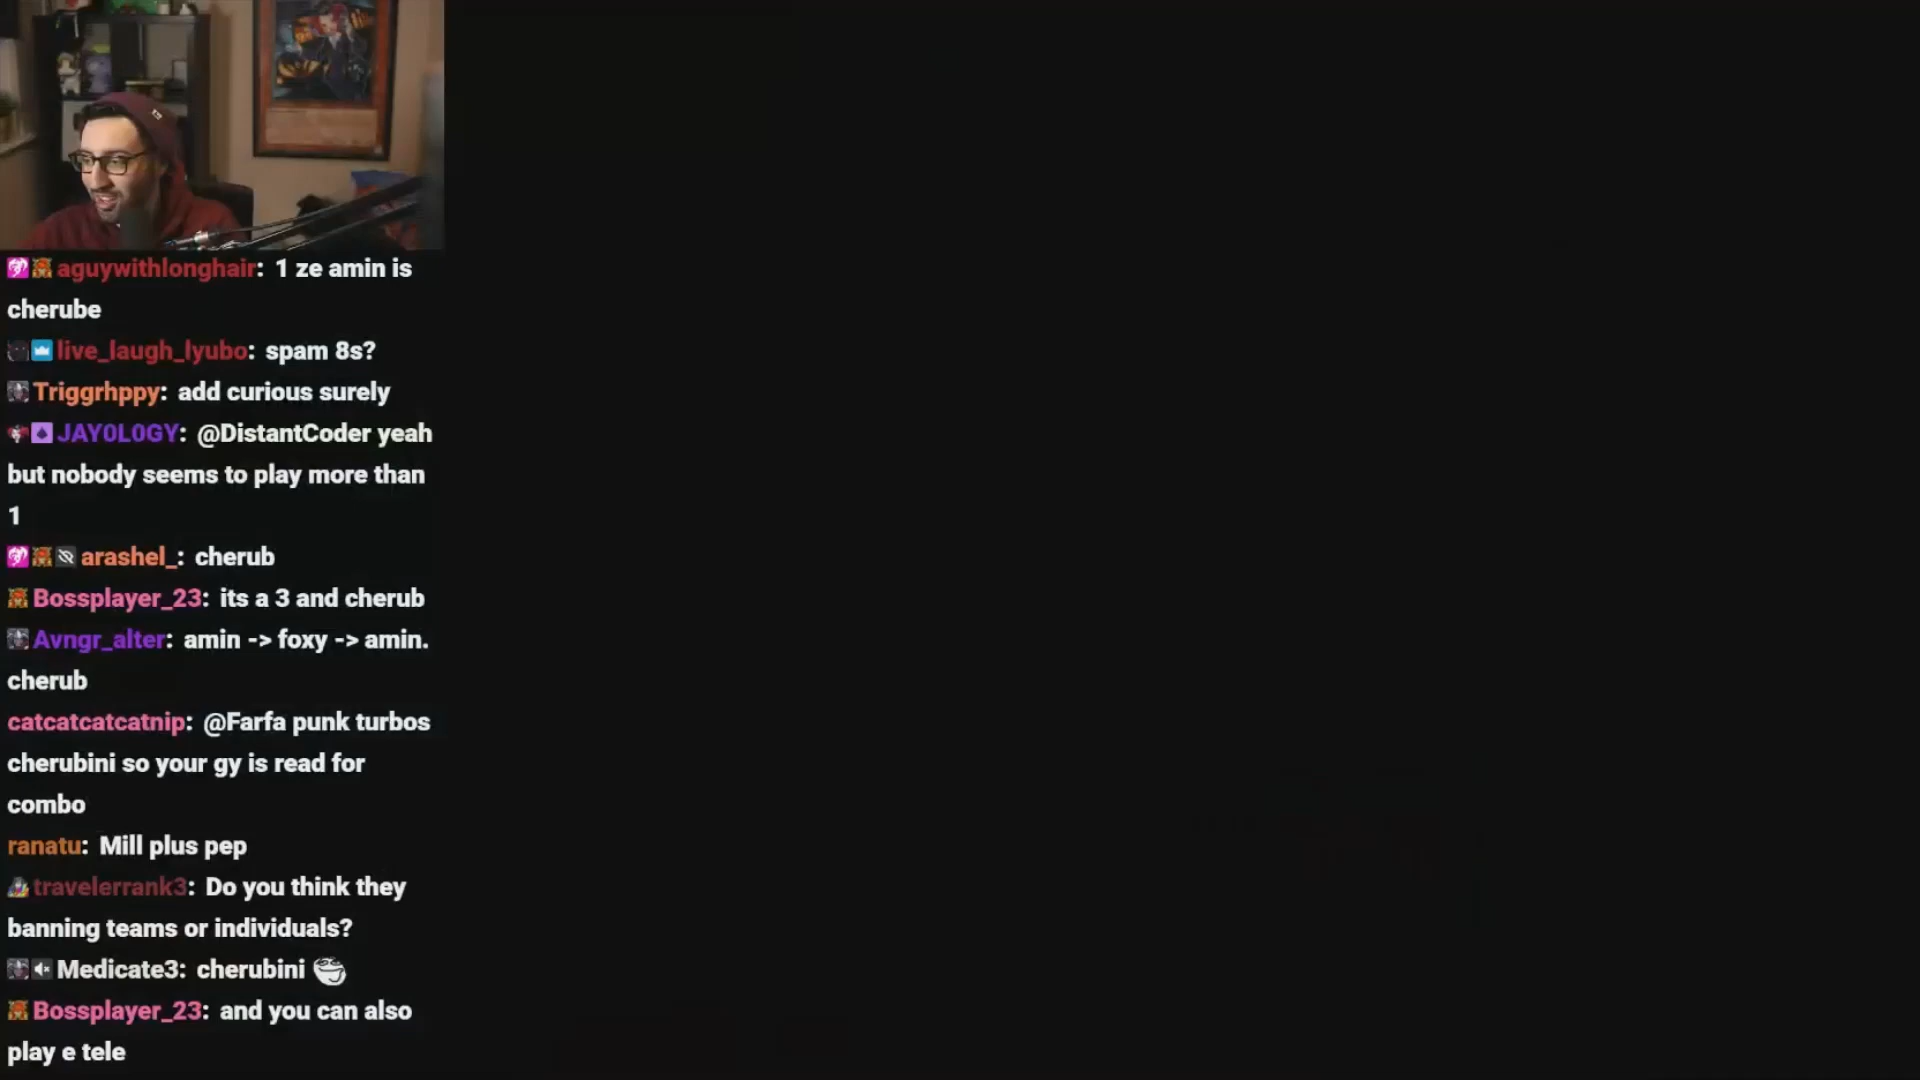 aguywithlonghair: 1 ze amin is
cherube
live_laugh_lyubo: spam 8s?
Triggrhppy: add curious surely
JAY0L0GY: @DistantCoder yeah
but nobody seems to play more than
1
arashel_: cherub
Bossplayer_23: its a 3 and cherub
Avngr_alter: amin -> foxy -> amin.
cherub
catcatcatcatnip: @Farfa punk turbos
cherubini so your gy is read for
combo
ranatu: Mill plus pep
travelerrank3: Do you think they
banning teams or individuals?
Medicate3: cherubini
Bossplayer_23: and you can also
play e tele